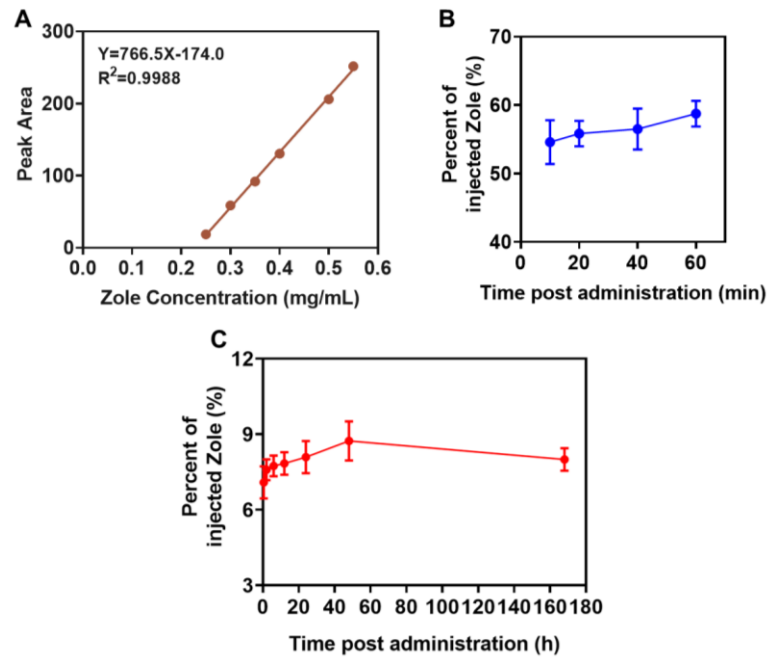 A
Y=766.5X-174.0
R²=0.9988
Peak Area
300
200
100
0
0.0 0.1 0.2 0.3 0.4 0.5 0.6
Zole Concentration (mg/mL)
B
Percent of
injected Zole (%)
70
60
50
40
0 20 40 60
Time post administration (min)
C
Percent of
injected Zole (%)
12
9
6
3
0 20 40 60 80 100 120 140 160 180
Time post administration (h)